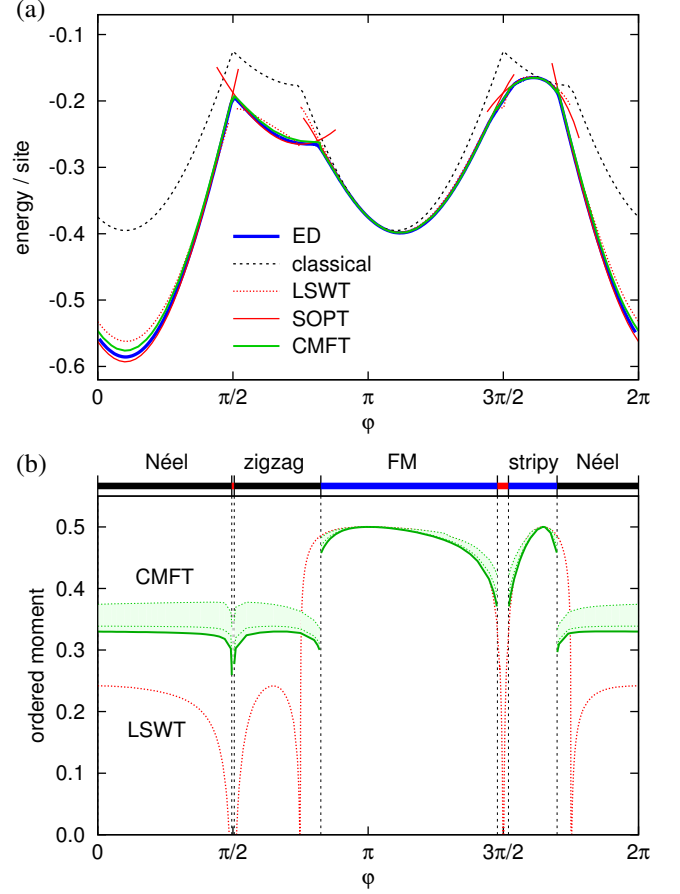 (a)
-0.1
-0.2
-0.3
-0.4
-0.5
-0.6
energy / site
ED
classical
LSWT
SOPT
CMFT
0 π/2 π 3π/2 2π
φ
(b)
Néel zigzag FM stripy Néel
0.5
0.4
0.3
0.2
0.1
0.0
ordered moment
CMFT
LSWT
0 π/2 π 3π/2 2π
φ